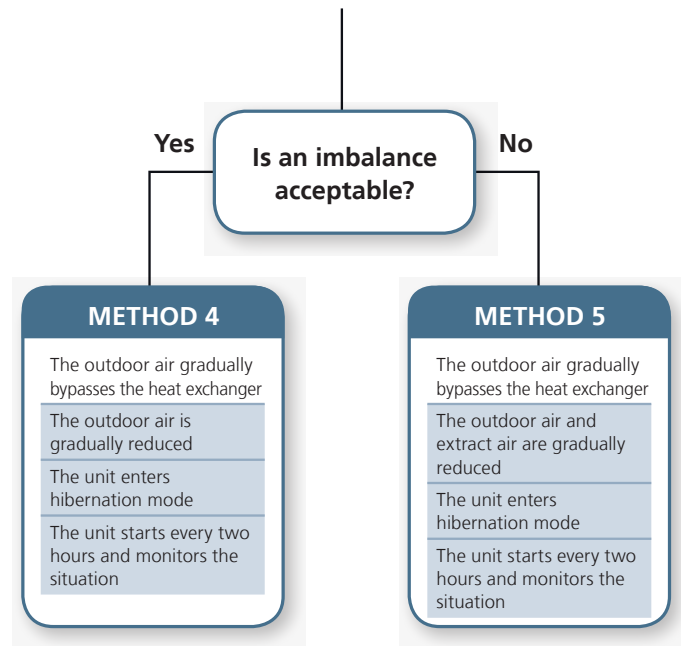 Yes
Is an imbalance
acceptable?
No
METHOD 4
The outdoor air gradually
bypasses the heat exchanger
The outdoor air is
gradually reduced
The unit enters
hibernation mode
The unit starts every two
hours and monitors the
situation
METHOD 5
The outdoor air gradually
bypasses the heat exchanger
The outdoor air and
extract air are gradually
reduced
The unit enters
hibernation mode
The unit starts every two
hours and monitors the
situation